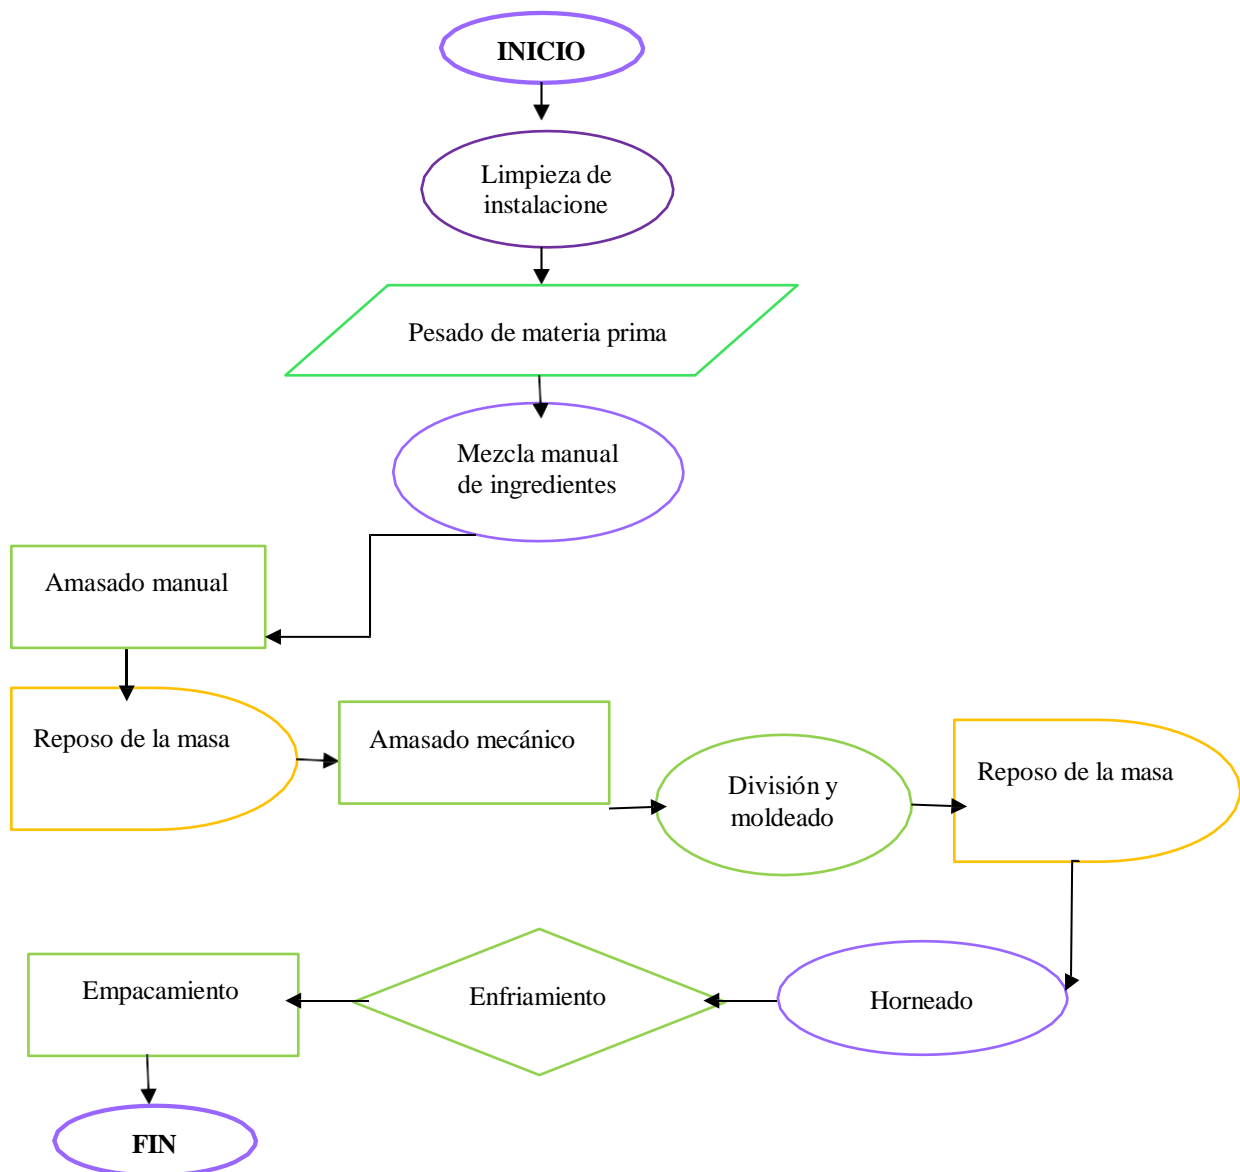 INICIO
Limpieza de
instalacione
Pesado de materia prima
Mezcla manual
de ingredientes
Amasado manual
Reposo de la masa
Amasado mecánico
División y
moldeado
Reposo de la masa
Horneado
Enfriamiento
Empacamiento
FIN